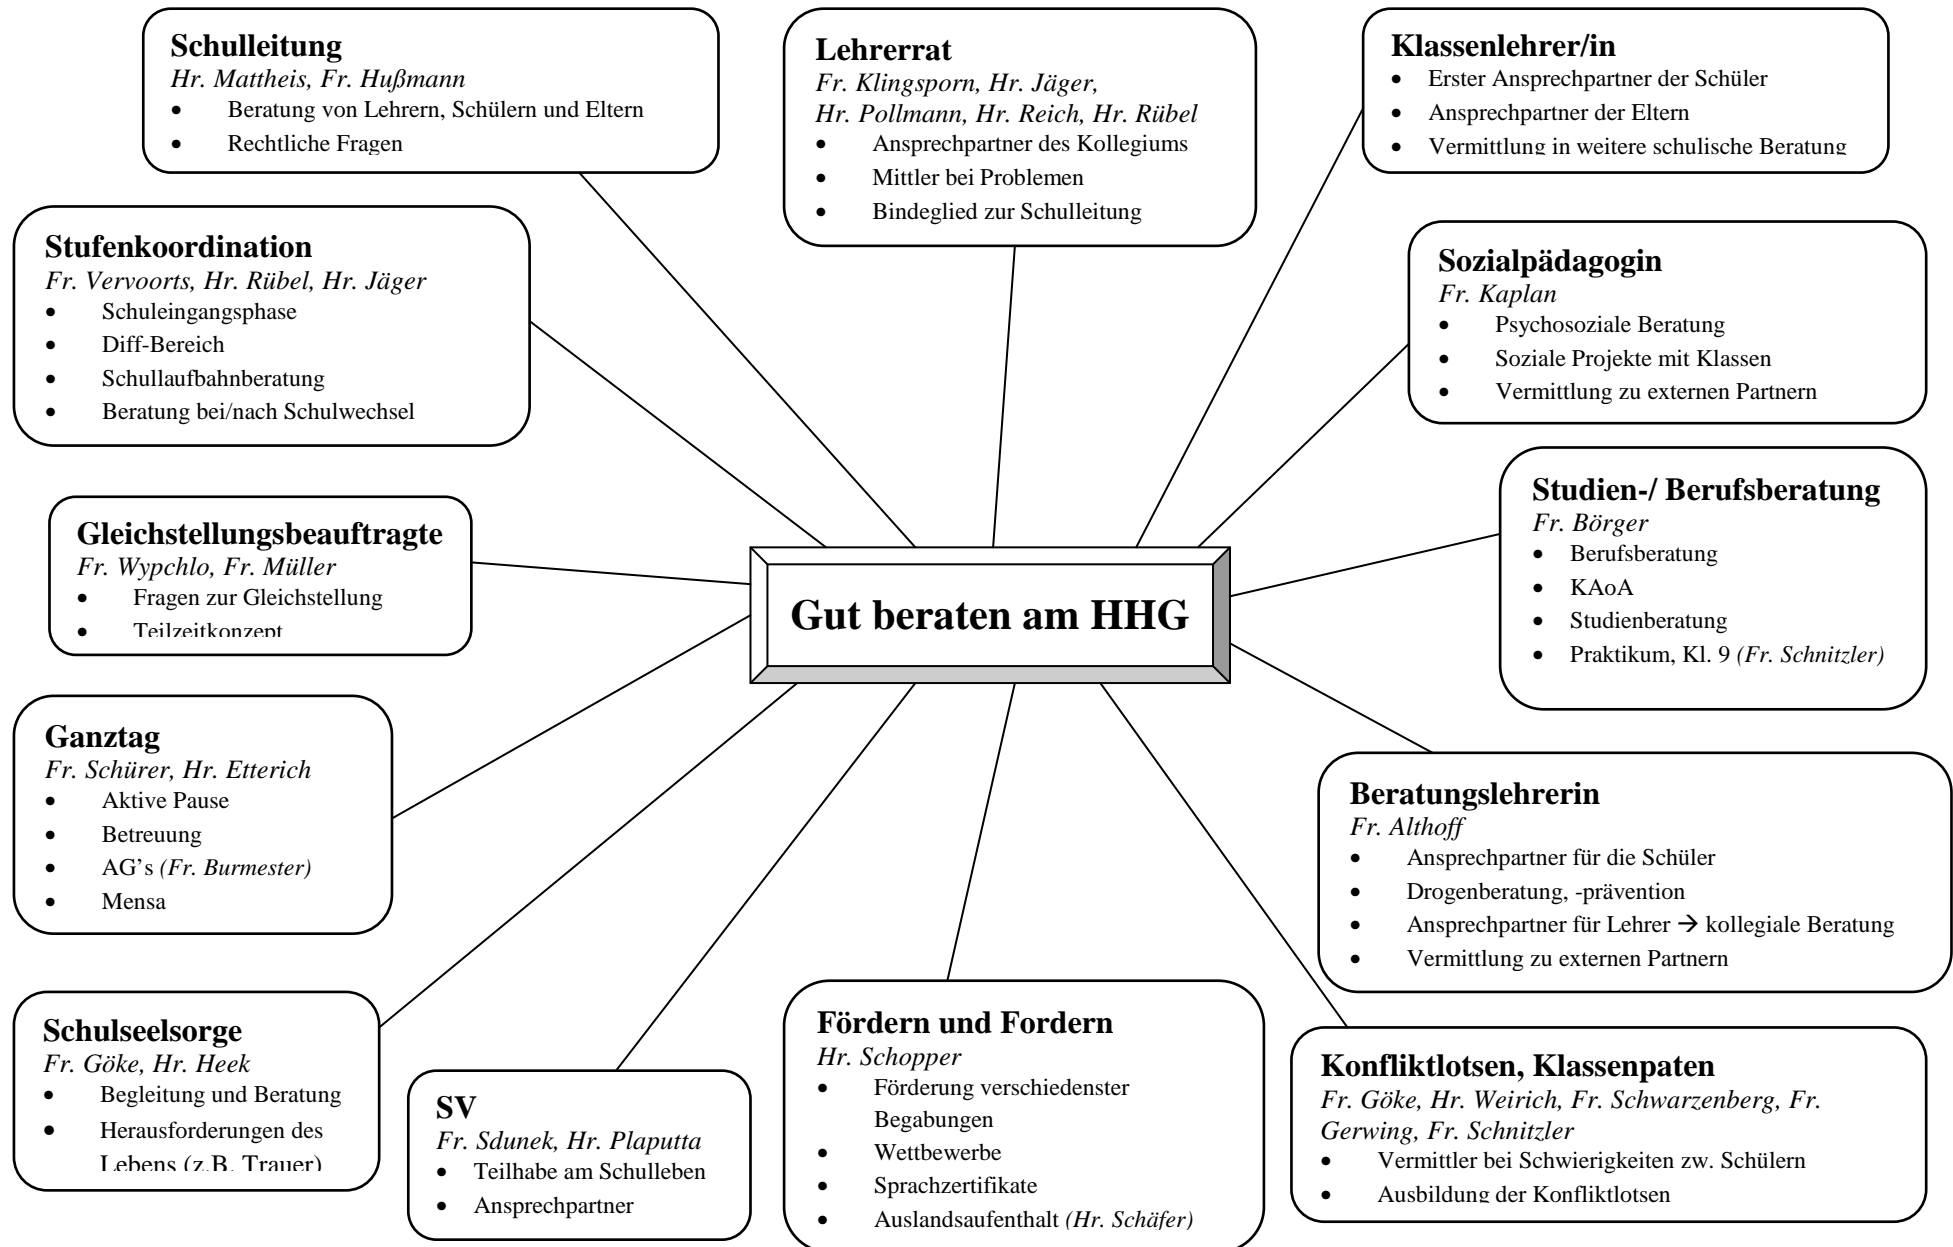 Schulleitung
Hr. Mattheis, Fr. Hußmann
• Beratung von Lehrern, Schülern und Eltern
• Rechtliche Fragen
Lehrerrat
Fr. Klingsporn, Hr. Jäger,
Hr. Pollmann, Hr. Reich, Hr. Rübel
• Ansprechpartner des Kollegiums
• Mittler bei Problemen
• Bindeglied zur Schulleitung
Klassenlehrer/in
• Erster Ansprechpartner der Schüler
• Ansprechpartner der Eltern
• Vermittlung in weitere schulische Beratung
Stufenkoordination
Fr. Vervoorts, Hr. Rübel, Hr. Jäger
• Schuleingangsphase
• Diff-Bereich
• Schullaufbahnberatung
• Beratung bei/nach Schulwechsel
Sozialpädagogin
Fr. Kaplan
• Psychosoziale Beratung
• Soziale Projekte mit Klassen
• Vermittlung zu externen Partnern
Gleichstellungsbeauftragte
Fr. Wypchlo, Fr. Müller
• Fragen zur Gleichstellung
• Teilzeitkonzept
Gut beraten am HHG
Studien-/ Berufsberatung
Fr. Börger
• Berufsberatung
• KAoA
• Studienberatung
• Praktikum, Kl. 9 (Fr. Schnitzler)
Ganztag
Fr. Schürer, Hr. Etterich
• Aktive Pause
• Betreuung
• AG's (Fr. Burmester)
• Mensa
Beratungslehrerin
Fr. Althoff
• Ansprechpartner für die Schüler
• Drogenberatung, -prävention
• Ansprechpartner für Lehrer → kollegiale Beratung
• Vermittlung zu externen Partnern
Schulseelsorge
Fr. Göke, Hr. Heek
• Begleitung und Beratung
• Herausforderungen des
Lebens (z.B. Trauer)
SV
Fr. Sdunek, Hr. Plaputta
• Teilhabe am Schulleben
• Ansprechpartner
Fördern und Fordern
Hr. Schopper
• Förderung verschiedenster
Begabungen
• Wettbewerbe
• Sprachzertifikate
• Auslandsaufenthalt (Hr. Schäfer)
Konfliktlotsen, Klassenpaten
Fr. Göke, Hr. Weirich, Fr. Schwarzenberg, Fr.
Gerwing, Fr. Schnitzler
• Vermittler bei Schwierigkeiten zw. Schülern
• Ausbildung der Konfliktlotsen